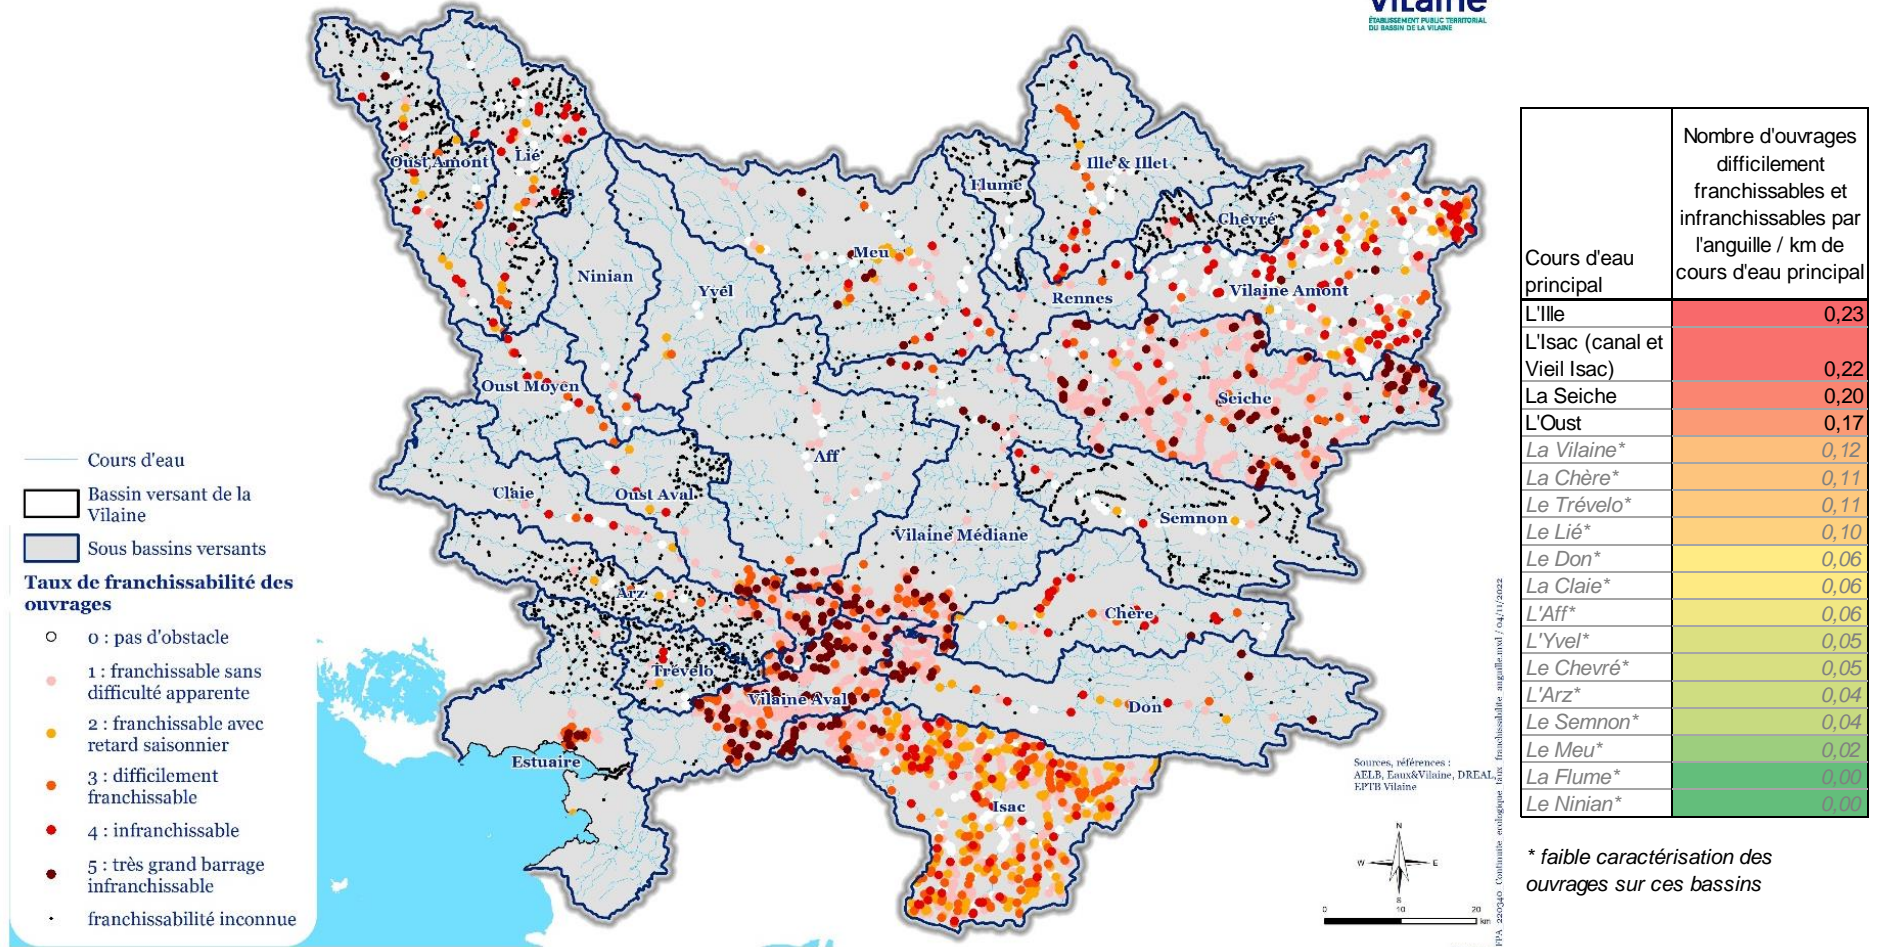 Vilaine
ÉTABLISSEMENT PUBLIC TERRITORIAL
DU BASSIN DE LA VILAINE
Oust Amont
Lié
Flume
Ille & Illet
Chevré
Meu
Ninian
Yvel
Rennes
Vilaine Amont
Oust Moyen
Seiche
Aff
Claie
Oust Aval
Semnon
Vilaine Médiane
Arz
Chère
Trévelo
Vilaine Aval
Don
Estuaire
Isac
Cours d'eau
Bassin versant de la
Vilaine
Sous bassins versants
Taux de franchissabilité des
ouvrages
0 : pas d'obstacle
1 : franchissable sans
difficulté apparente
2 : franchissable avec
retard saisonnier
3 : difficilement
franchissable
4 : infranchissable
5 : très grand barrage
infranchissable
franchissabilité inconnue
Sources, références :
AELB, Eaux&Vilaine, DREAL,
EPTB Vilaine
N
W E
S
0 10 20
km
Cours d'eau
principal
Nombre d'ouvrages
difficilement
franchissables et
infranchissables par
l'anguille / km de
cours d'eau principal
L'Ille 0,23
L'Isac (canal et
Vieil Isac) 0,22
La Seiche 0,20
L'Oust 0,17
La Vilaine* 0,12
La Chère* 0,11
Le Trévelo* 0,11
Le Lié* 0,10
Le Don* 0,06
La Claie* 0,06
L'Aff* 0,06
L'Yvel* 0,05
Le Chevré* 0,05
L'Arz* 0,04
Le Semnon* 0,04
Le Meu* 0,02
La Flume* 0,00
Le Ninian* 0,00
* faible caractérisation des
ouvrages sur ces bassins